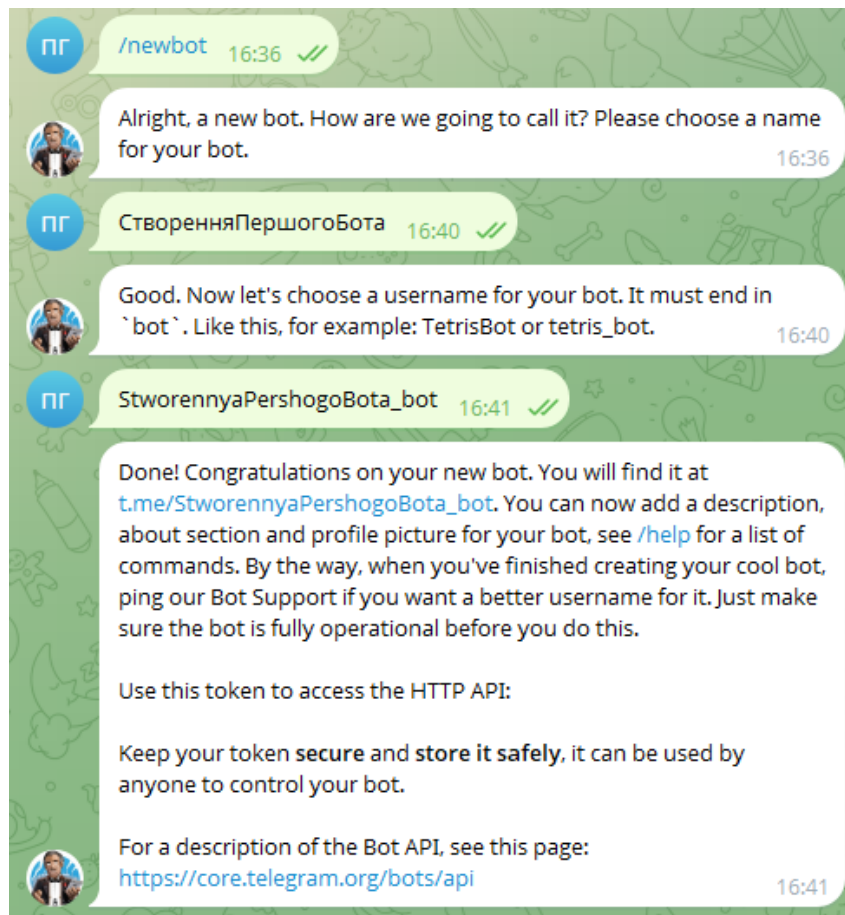 ПГ
/newbot 16:36
Alright, a new bot. How are we going to call it? Please choose a name
for your bot.
16:36
ПГ
СтворенняПершогоБота 16:40
Good. Now let's choose a username for your bot. It must end in
`bot`. Like this, for example: TetrisBot or tetris_bot.
16:40
ПГ
StworennyaPershogoBota_bot 16:41
Done! Congratulations on your new bot. You will find it at
t.me/StworennyaPershogoBota_bot. You can now add a description,
about section and profile picture for your bot, see /help for a list of
commands. By the way, when you've finished creating your cool bot,
ping our Bot Support if you want a better username for it. Just make
sure the bot is fully operational before you do this.
Use this token to access the HTTP API:
Keep your token secure and store it safely, it can be used by
anyone to control your bot.
For a description of the Bot API, see this page:
https://core.telegram.org/bots/api
16:41